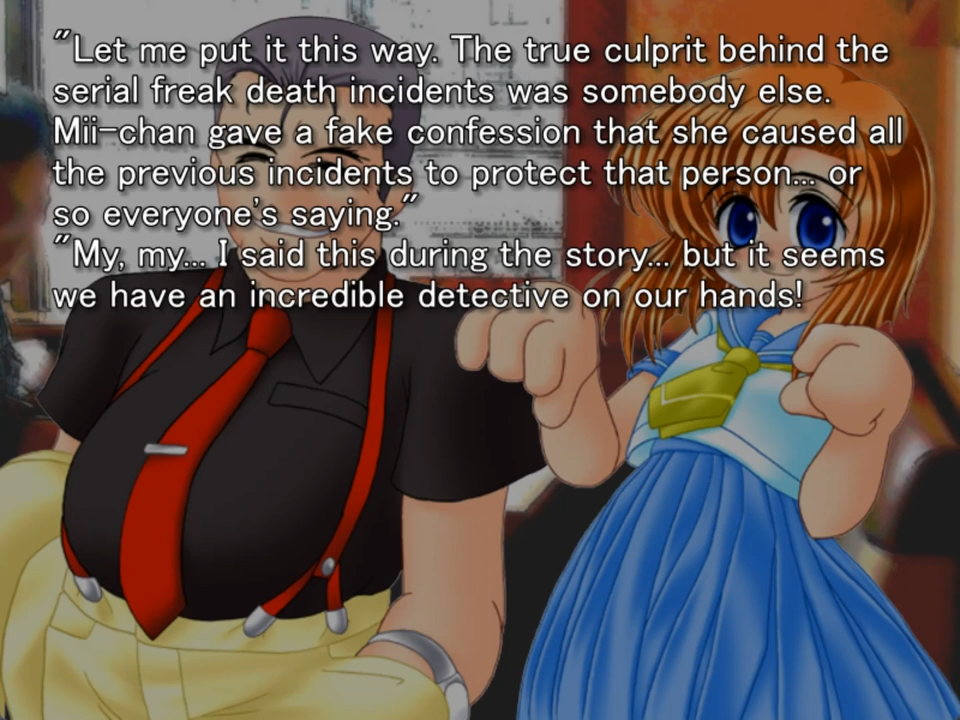 "Let me put it this way. The true culprit behind the
serial freak death incidents was somebody else.
Mii-chan gave a fake confession that she caused all
the previous incidents to protect that person... or
so everyone's saying."
"My, my... I said this during the story... but it seems
we have an incredible detective on our hands!